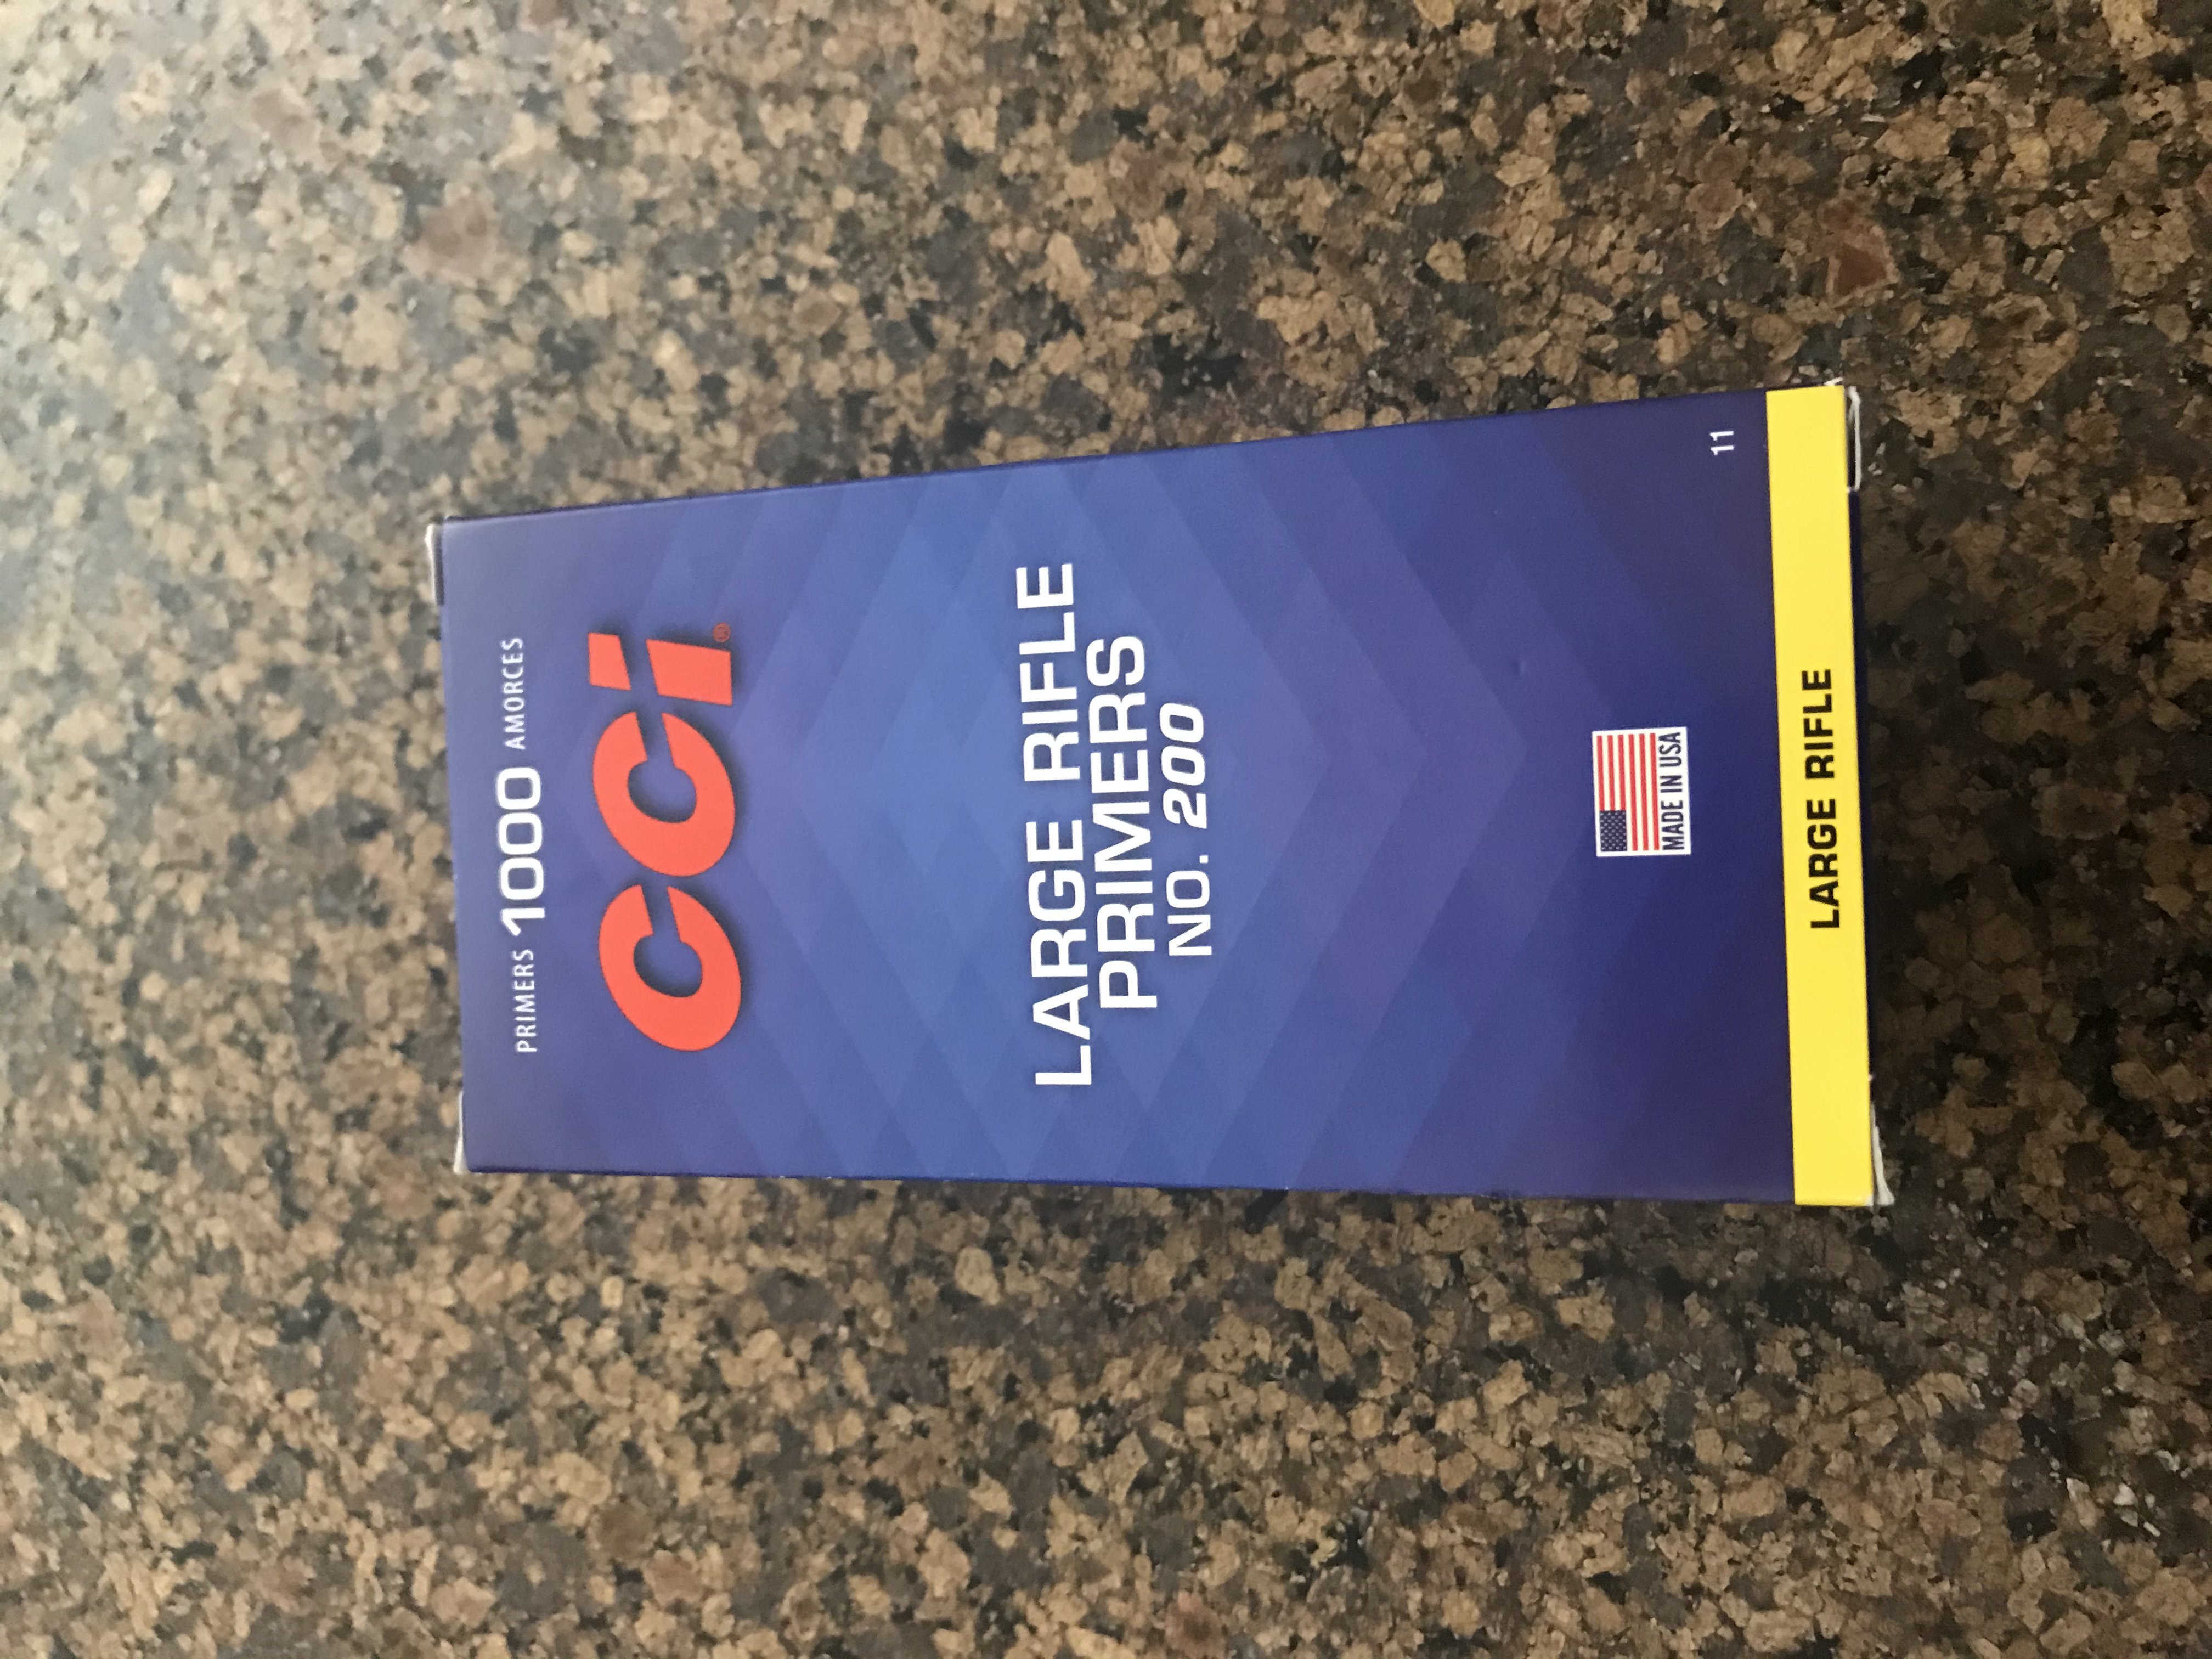 PRIMERS 1000 AMORCES
CCI®
LARGE RIFLE
PRIMERS
NO. 200
MADE IN USA
11
LARGE RIFLE